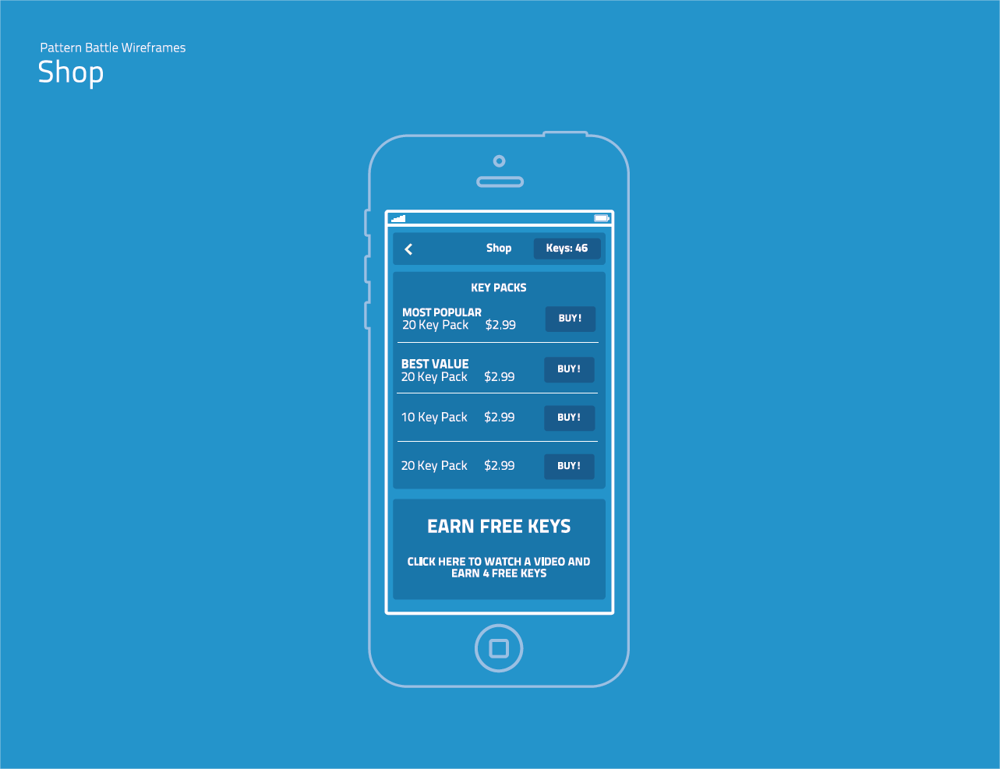 Pattern Battle Wireframes
Shop
Shop
Keys: 46
KEY PACKS
MOST POPULAR
20 Key Pack $2.99
BUY!
BEST VALUE
20 Key Pack $2.99
BUY!
10 Key Pack $2.99
BUY!
20 Key Pack $2.99
BUY!
EARN FREE KEYS
CLICK HERE TO WATCH A VIDEO AND
EARN 4 FREE KEYS